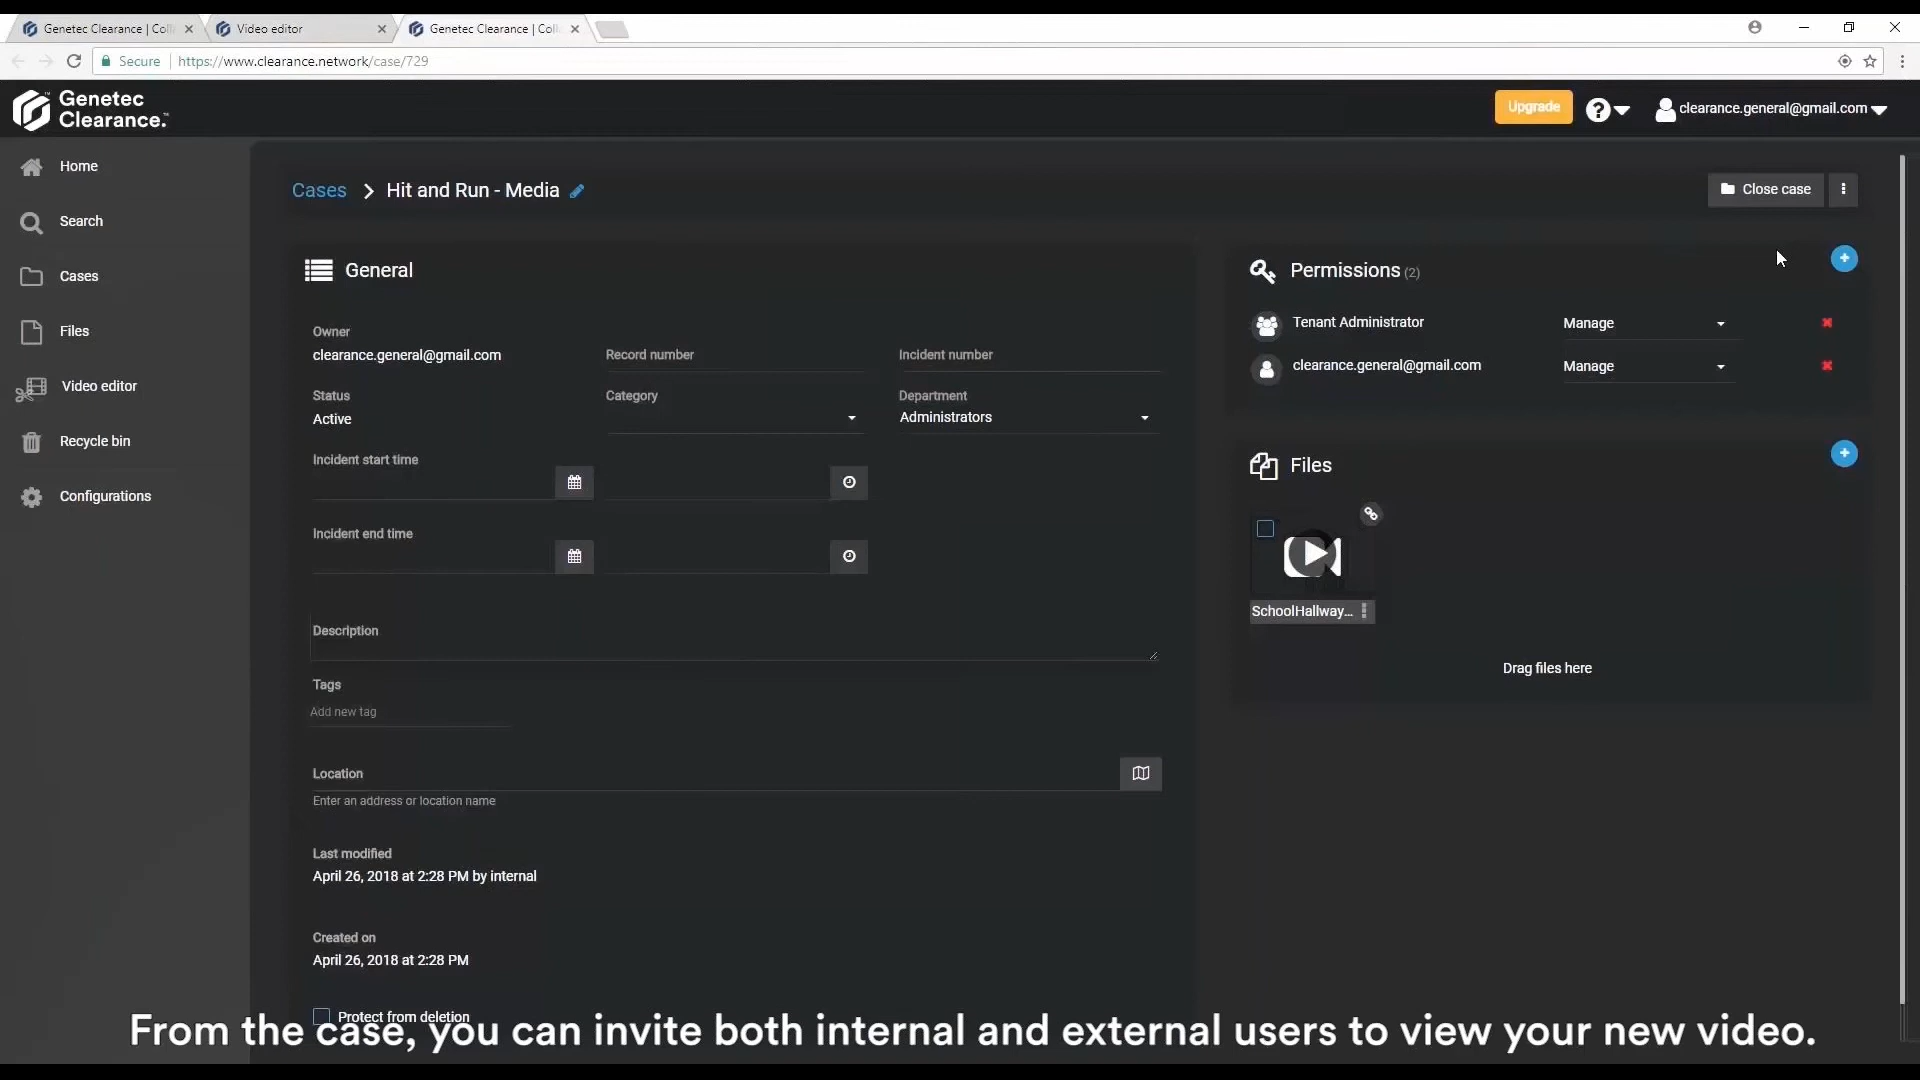 Genetec Clearance | Coll
Video editor
Genetec Clearance | Coll
Secure
https://www.clearance.network/case/729
Genetec
Clearance.™
Upgrade
clearance.general@gmail.com
Home
Search
Cases
Files
Video editor
Recycle bin
Configurations
Cases
Hit and Run - Media
Close case
General
Owner
clearance.general@gmail.com
Record number
Incident number
Status
Active
Category
Department
Administrators
Incident start time
Incident end time
Description
Tags
Add new tag
Location
Enter an address or location name
Last modified
April 26, 2018 at 2:28 PM by internal
Created on
April 26, 2018 at 2:28 PM
Protect from deletion
Permissions (2)
Tenant Administrator
Manage
clearance.general@gmail.com
Manage
Files
SchoolHallway...
Drag files here
From the case, you can invite both internal and external users to view your new video.